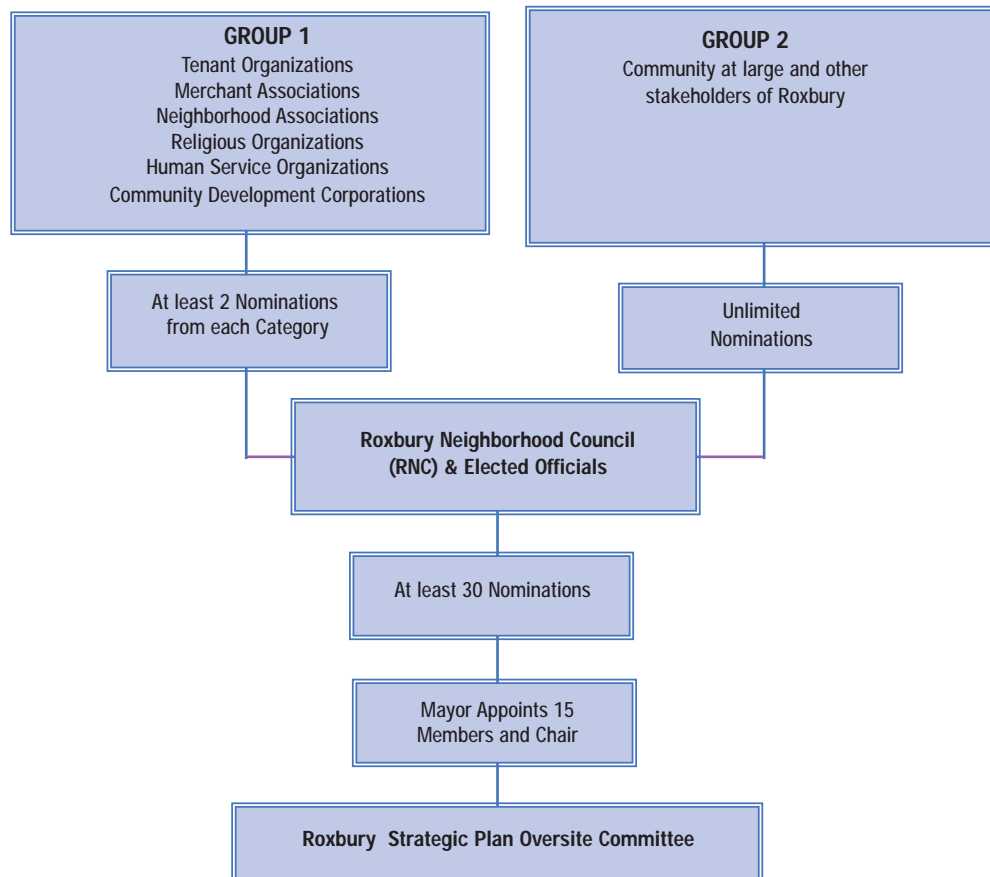 GROUP 1
Tenant Organizations
Merchant Associations
Neighborhood Associations
Religious Organizations
Human Service Organizations
Community Development Corporations
GROUP 2
Community at large and other
stakeholders of Roxbury
At least 2 Nominations
from each Category
Unlimited
Nominations
Roxbury Neighborhood Council
(RNC) & Elected Officials
At least 30 Nominations
Mayor Appoints 15
Members and Chair
Roxbury Strategic Plan Oversite Committee